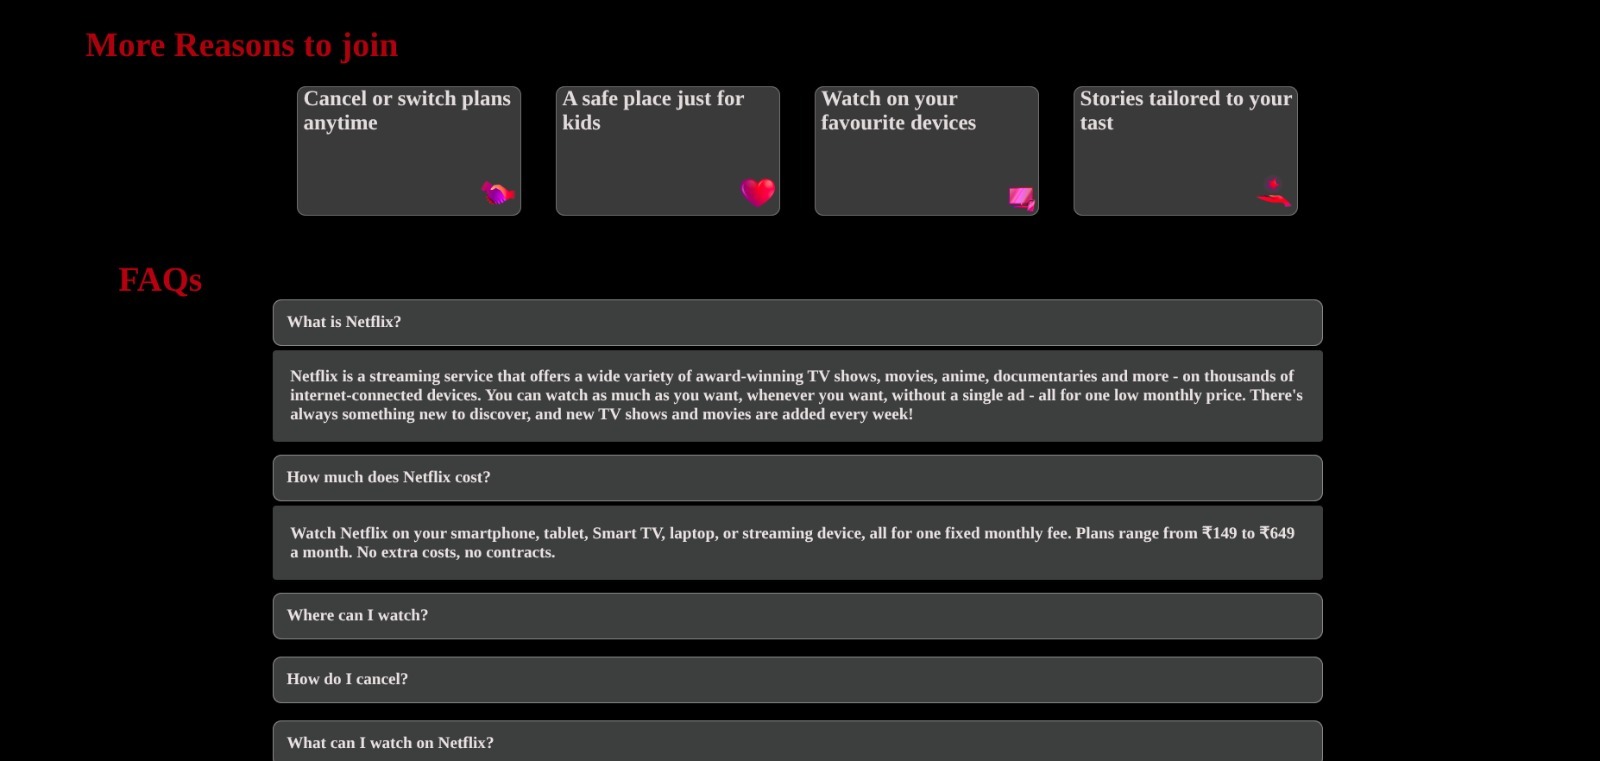 More Reasons to join
Cancel or switch plans
anytime
A safe place just for
kids
Watch on your
favourite devices
Stories tailored to your
tast
FAQs
What is Netflix?
Netflix is a streaming service that offers a wide variety of award-winning TV shows, movies, anime, documentaries and more - on thousands of
internet-connected devices. You can watch as much as you want, whenever you want, without a single ad - all for one low monthly price. There's
always something new to discover, and new TV shows and movies are added every week!
How much does Netflix cost?
Watch Netflix on your smartphone, tablet, Smart TV, laptop, or streaming device, all for one fixed monthly fee. Plans range from ₹149 to ₹649
a month. No extra costs, no contracts.
Where can I watch?
How do I cancel?
What can I watch on Netflix?